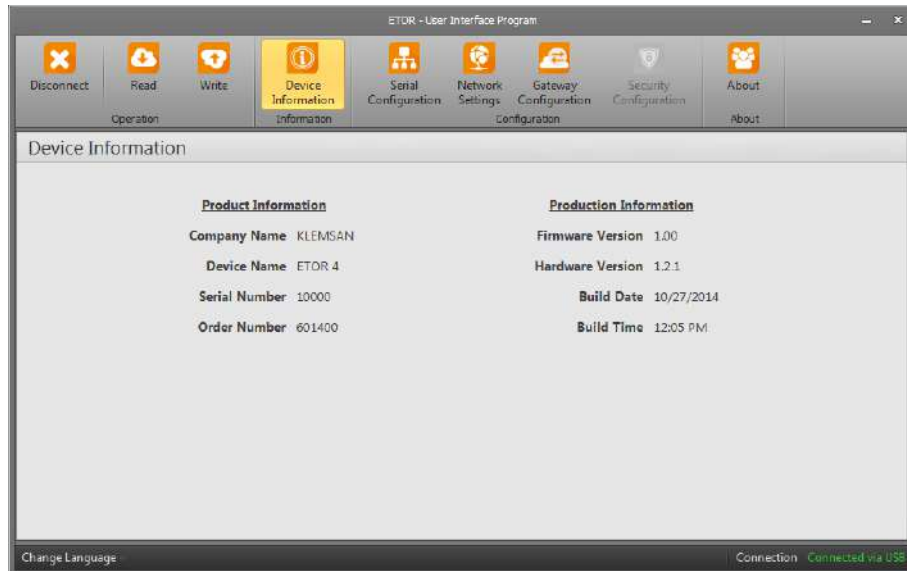 ETOR - User Interface Program
Disconnect
Read
Write
Device
Information
Serial
Configuration
Network
Settings
Gateway
Configuration
Security
Configuration
About
Operation
Information
Configuration
About
Device Information
Product Information
Company Name KLEMSAN
Device Name ETOR 4
Serial Number 10000
Order Number 601400
Production Information
Firmware Version 1.00
Hardware Version 1.2.1
Build Date 10/27/2014
Build Time 12:05 PM
Change Language
Connection Connected via USB